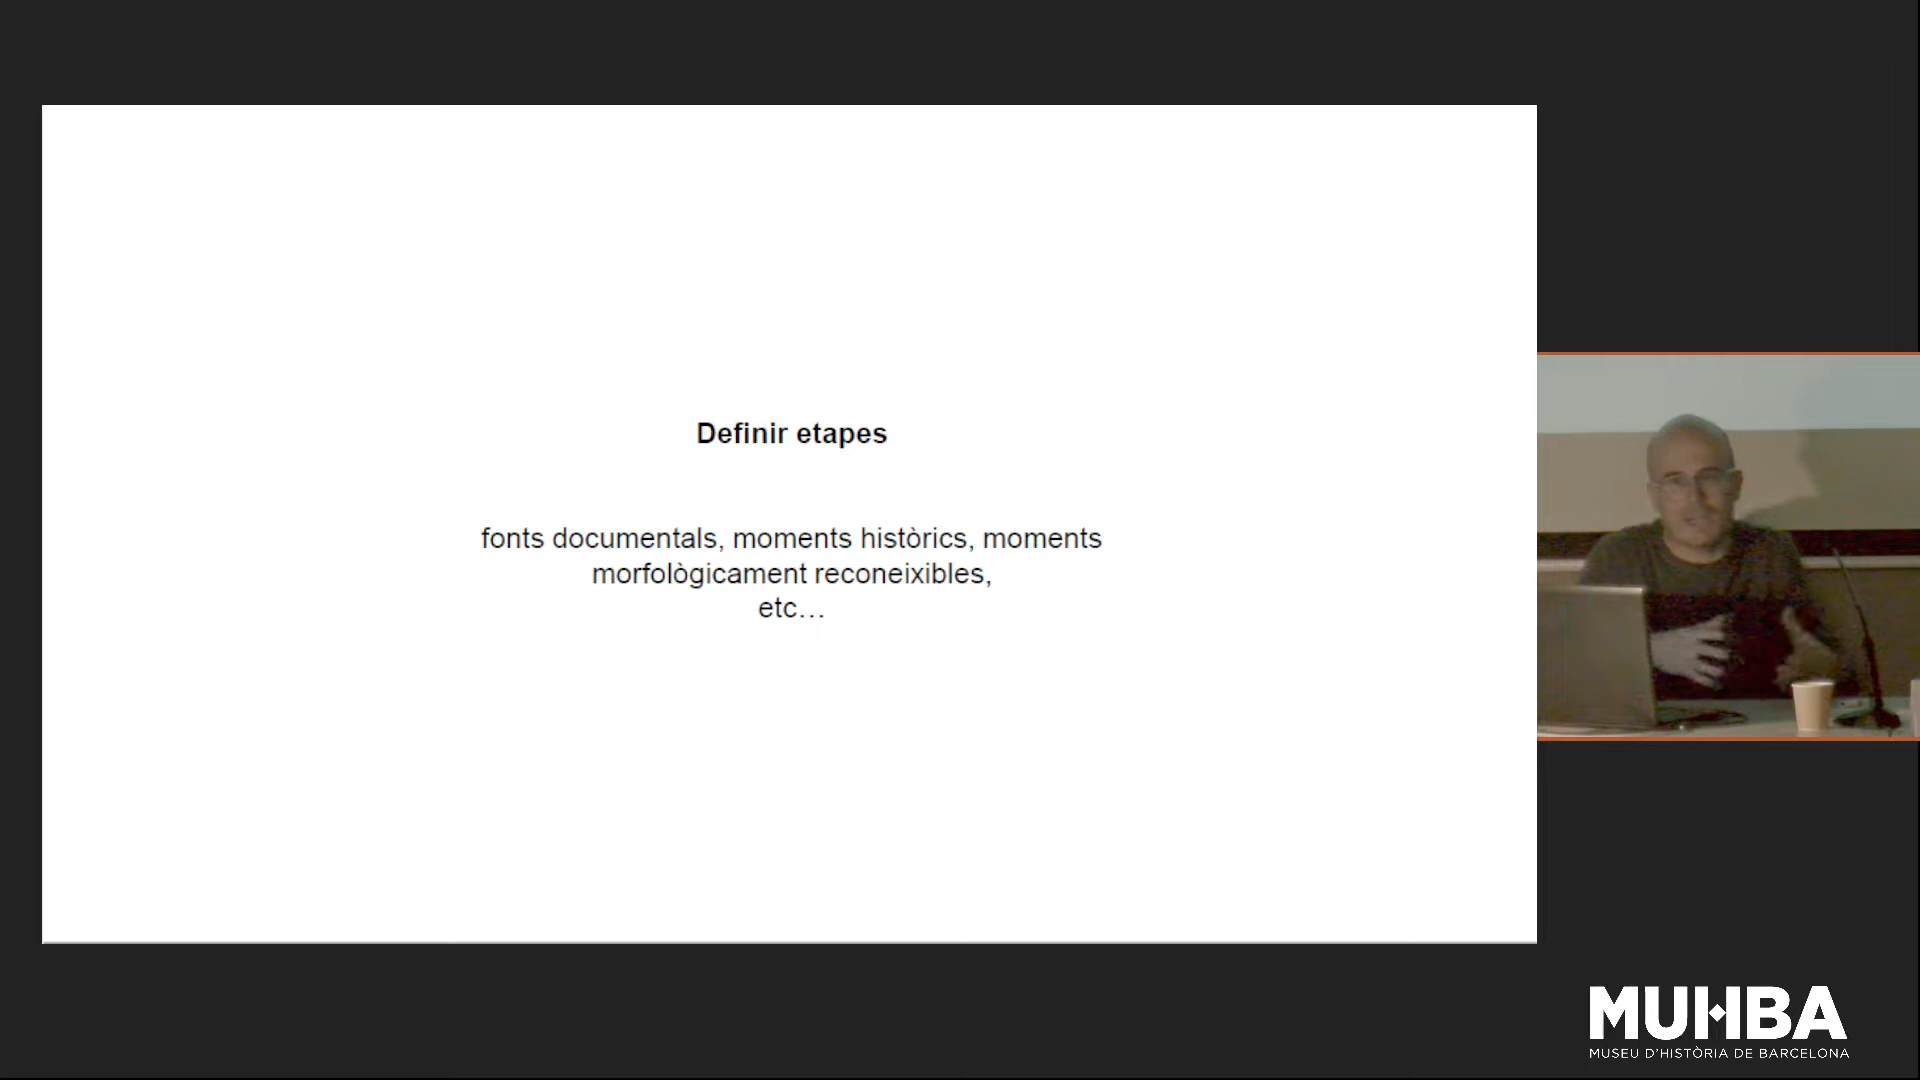 Definir etapes
fonts documentals, moments històrics, moments
morfològicament reconeixibles,
etc…
MUHBA
MUSEU D'HISTÒRIA DE BARCELONA